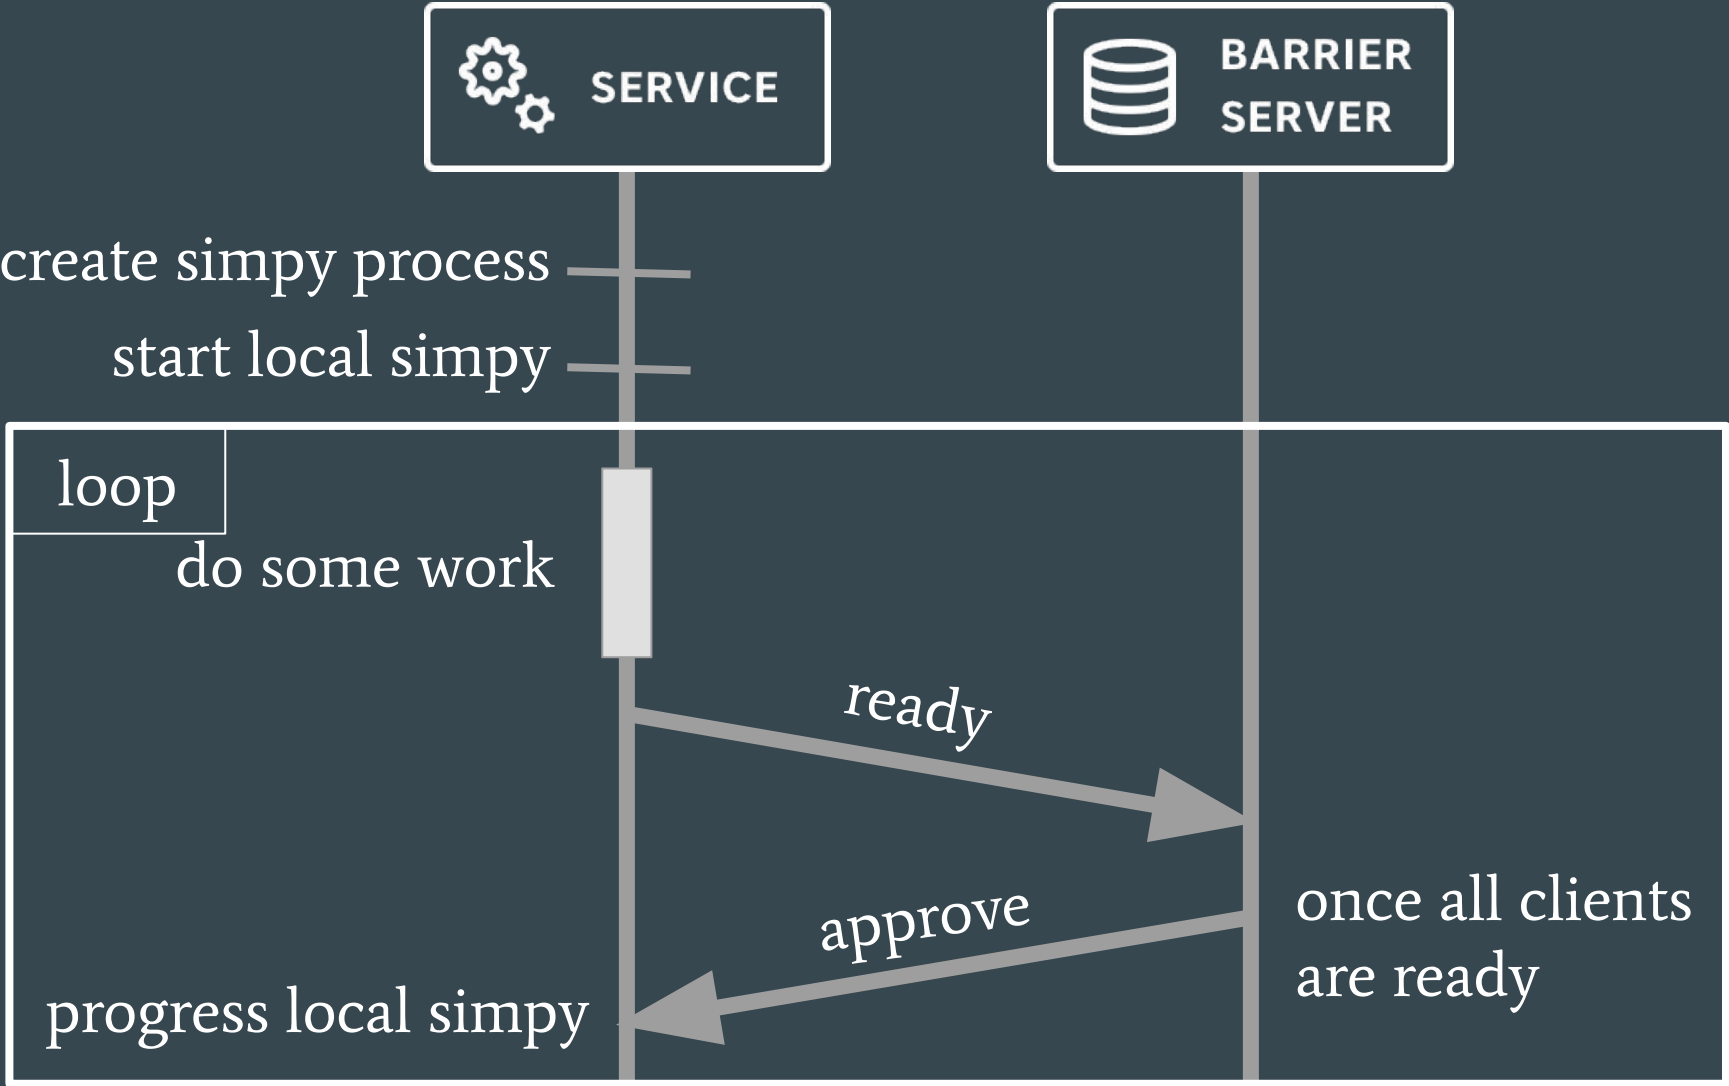 SERVICE
BARRIER
SERVER
create simpy process
start local simpy
loop
do some work
ready
approve
once all clients
are ready
progress local simpy